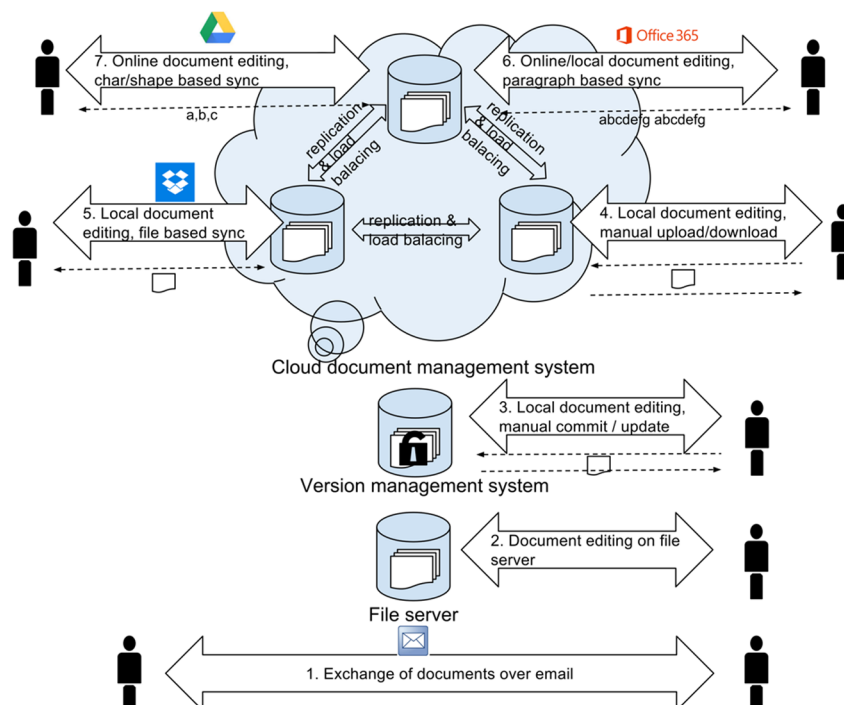 Office 365
7. Online document editing,
char/shape based sync
6. Online/local document editing,
paragraph based sync
a,b,c
abcdefg abcdefg
replication
& load
balacing
replication
& load
balacing
5. Local document
editing, file based sync
replication &
load balacing
4. Local document editing,
manual upload/download
Cloud document management system
3. Local document editing,
manual commit / update
Version management system
2. Document editing on file
server
File server
1. Exchange of documents over email